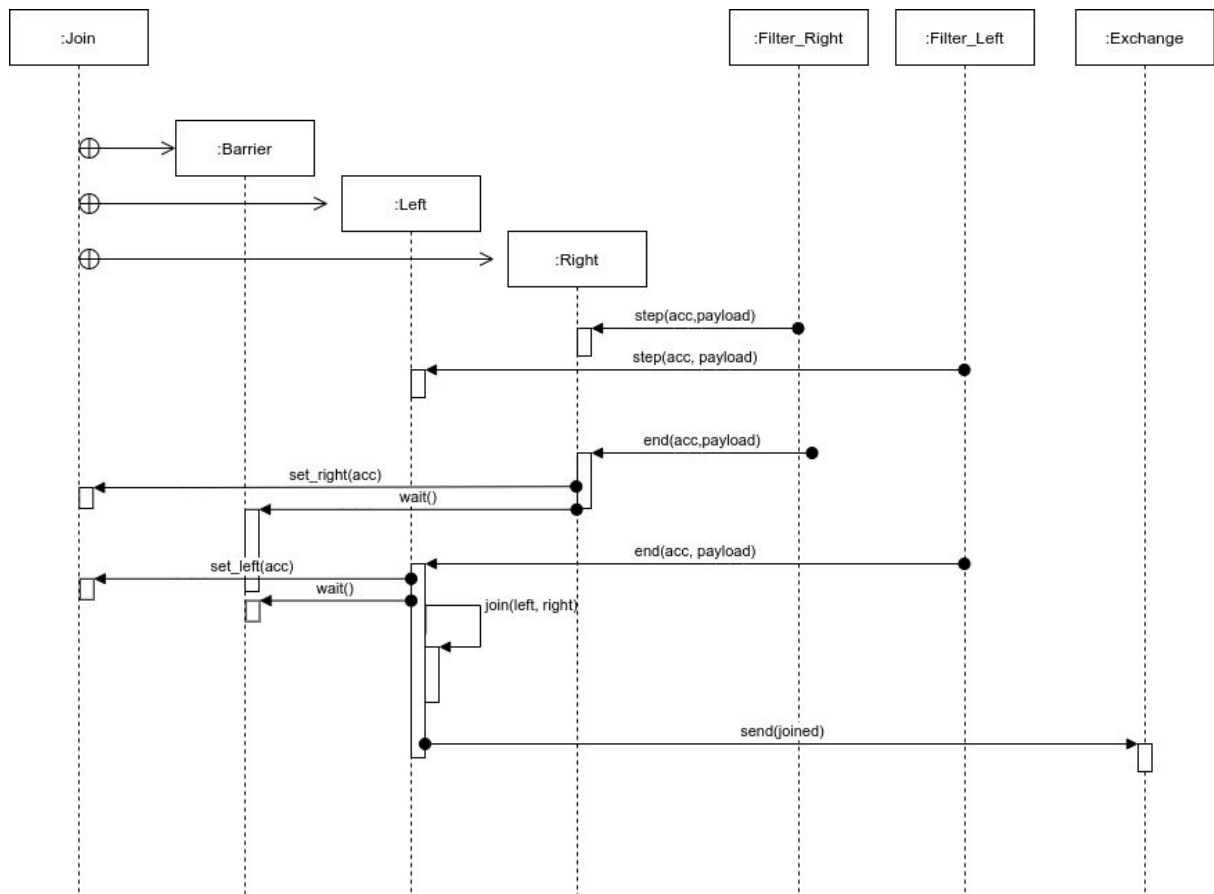 :Join
:Filter_Right
:Filter_Left
:Exchange
:Barrier
:Left
:Right
step(acc,payload)
step(acc, payload)
end(acc,payload)
set_right(acc)
wait()
end(acc, payload)
set_left(acc)
wait()
join(left, right)
send(joined)